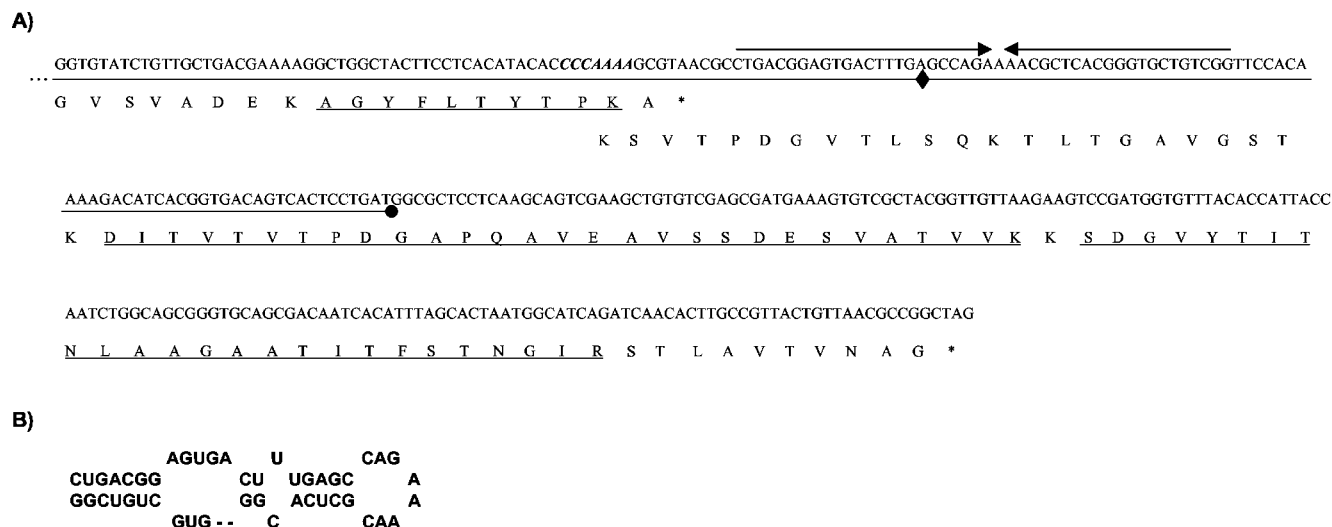 A)
GGTGTATCTGTTGCTGACGAAAAGGCTGGCTACTTCCTCACATACACCCCAAAAGCGTAACGCCTGACGGAGTGACTTTGAGCCAGAAAACGCTCACGGGTGCTGTCGGTTCCACA
...
G V S V A D E K A G Y F L T Y T P K A *
K S V T P D G V T L S Q K T L T G A V G S T
AAAGACATCACGGTGACAGTCACTCCTGATGGCGCTCCTCAAGCAGTCGAAGCTGTGTCGAGCGATGAAAGTGTCGCTACGGTTGTTAAGAAGTCCGATGGTGTTTACACCATTACC
K D I T V T V T P D G A P Q A V E A V S S D E S V A T V V K K S D G V Y T I T
AATCTGGCAGCGGGTGCAGCGACAATCACATTTAGCACTAATGGCATCAGATCAACACTTGCCGTTACTGTTAACGCCGGCTAG
N L A A G A A T I T F S T N G I R S T L A V T V N A G *
B)
AGUGA U CAG
CUGACGG CU UGAGC A
GGCUGUC GG ACUCG A
GUG - - C CAA